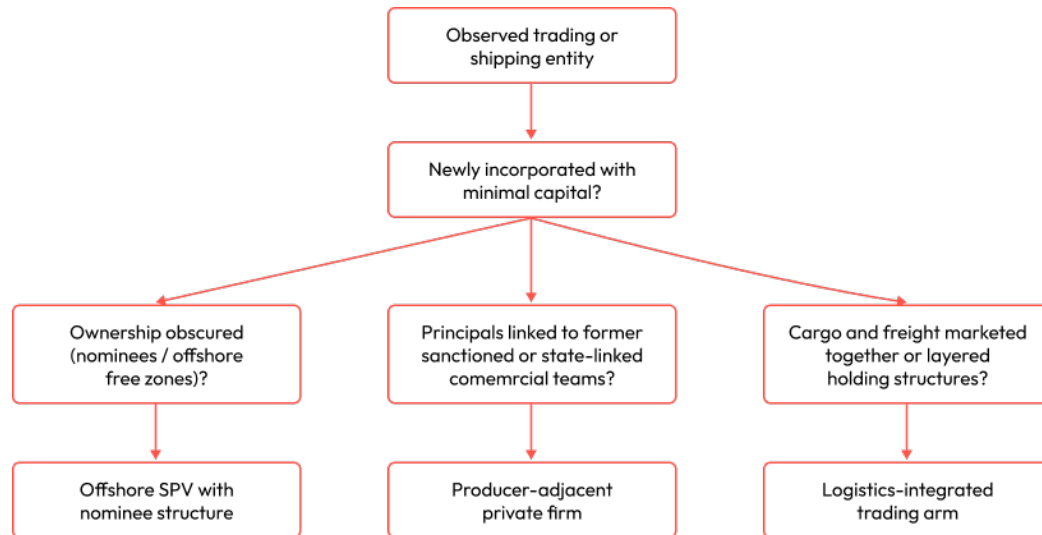 Observed trading or
shipping entity
Newly incorporated with
minimal capital?
Ownership obscured
(nominees / offshore
free zones)?
Principals linked to former
sanctioned or state-linked
comemrcial teams?
Cargo and freight marketed
together or layered
holding structures?
Offshore SPV with
nominee structure
Producer-adjacent
private firm
Logistics-integrated
trading arm